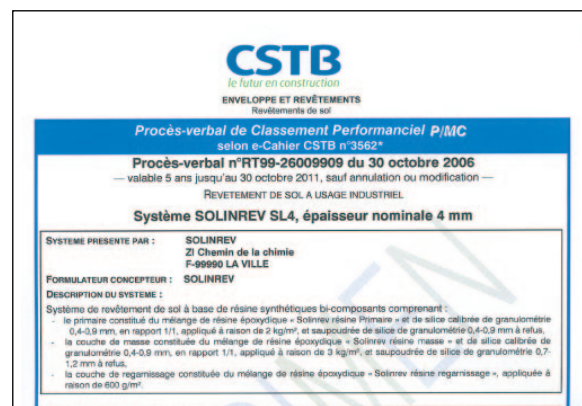 CSTB
le futur en construction
ENVELOPPE ET REVÊTEMENTS
Revêtements de sol
Procès-verbal de Classement Performanciel P/MC
selon e-Cahier CSTB n°3562*
Procès-verbal n°RT99-26009909 du 30 octobre 2006
— valable 5 ans jusqu'au 30 octobre 2011, sauf annulation ou modification —
REVETEMENT DE SOL A USAGE INDUSTRIEL
Système SOLINREV SL4, épaisseur nominale 4 mm
SYSTEME PRESENTE PAR : SOLINREV
ZI Chemin de la chimie
F-99990 LA VILLE
FORMULATEUR CONCEPTEUR : SOLINREV
DESCRIPTION DU SYSTEME :
Système de revêtement de sol à base de résine synthétiques bi-composants comprenant :
- le primaire constitué du mélange de résine époxydique « Solinrev résine Primaire » et de silice calibrée de granulométrie
0,4-0,9 mm, en rapport 1/1, appliqué à raison de 2 kg/m², et saupoudrée de silice de granulométrie 0,4-0,9 mm à refus,
- la couche de masse constituée du mélange de résine époxydique « Solinrev résine masse » et de silice calibrée de
granulométrie 0,4-0,9 mm, en rapport 1/1, appliqué à raison de 3 kg/m², et saupoudrée de silice de granulométrie 0,7-
1,2 mm à refus,
- la couche de regarnissage constituée du mélange de résine époxydique « Solinrev résine regarnissage », appliquée à
raison de 600 g/m².